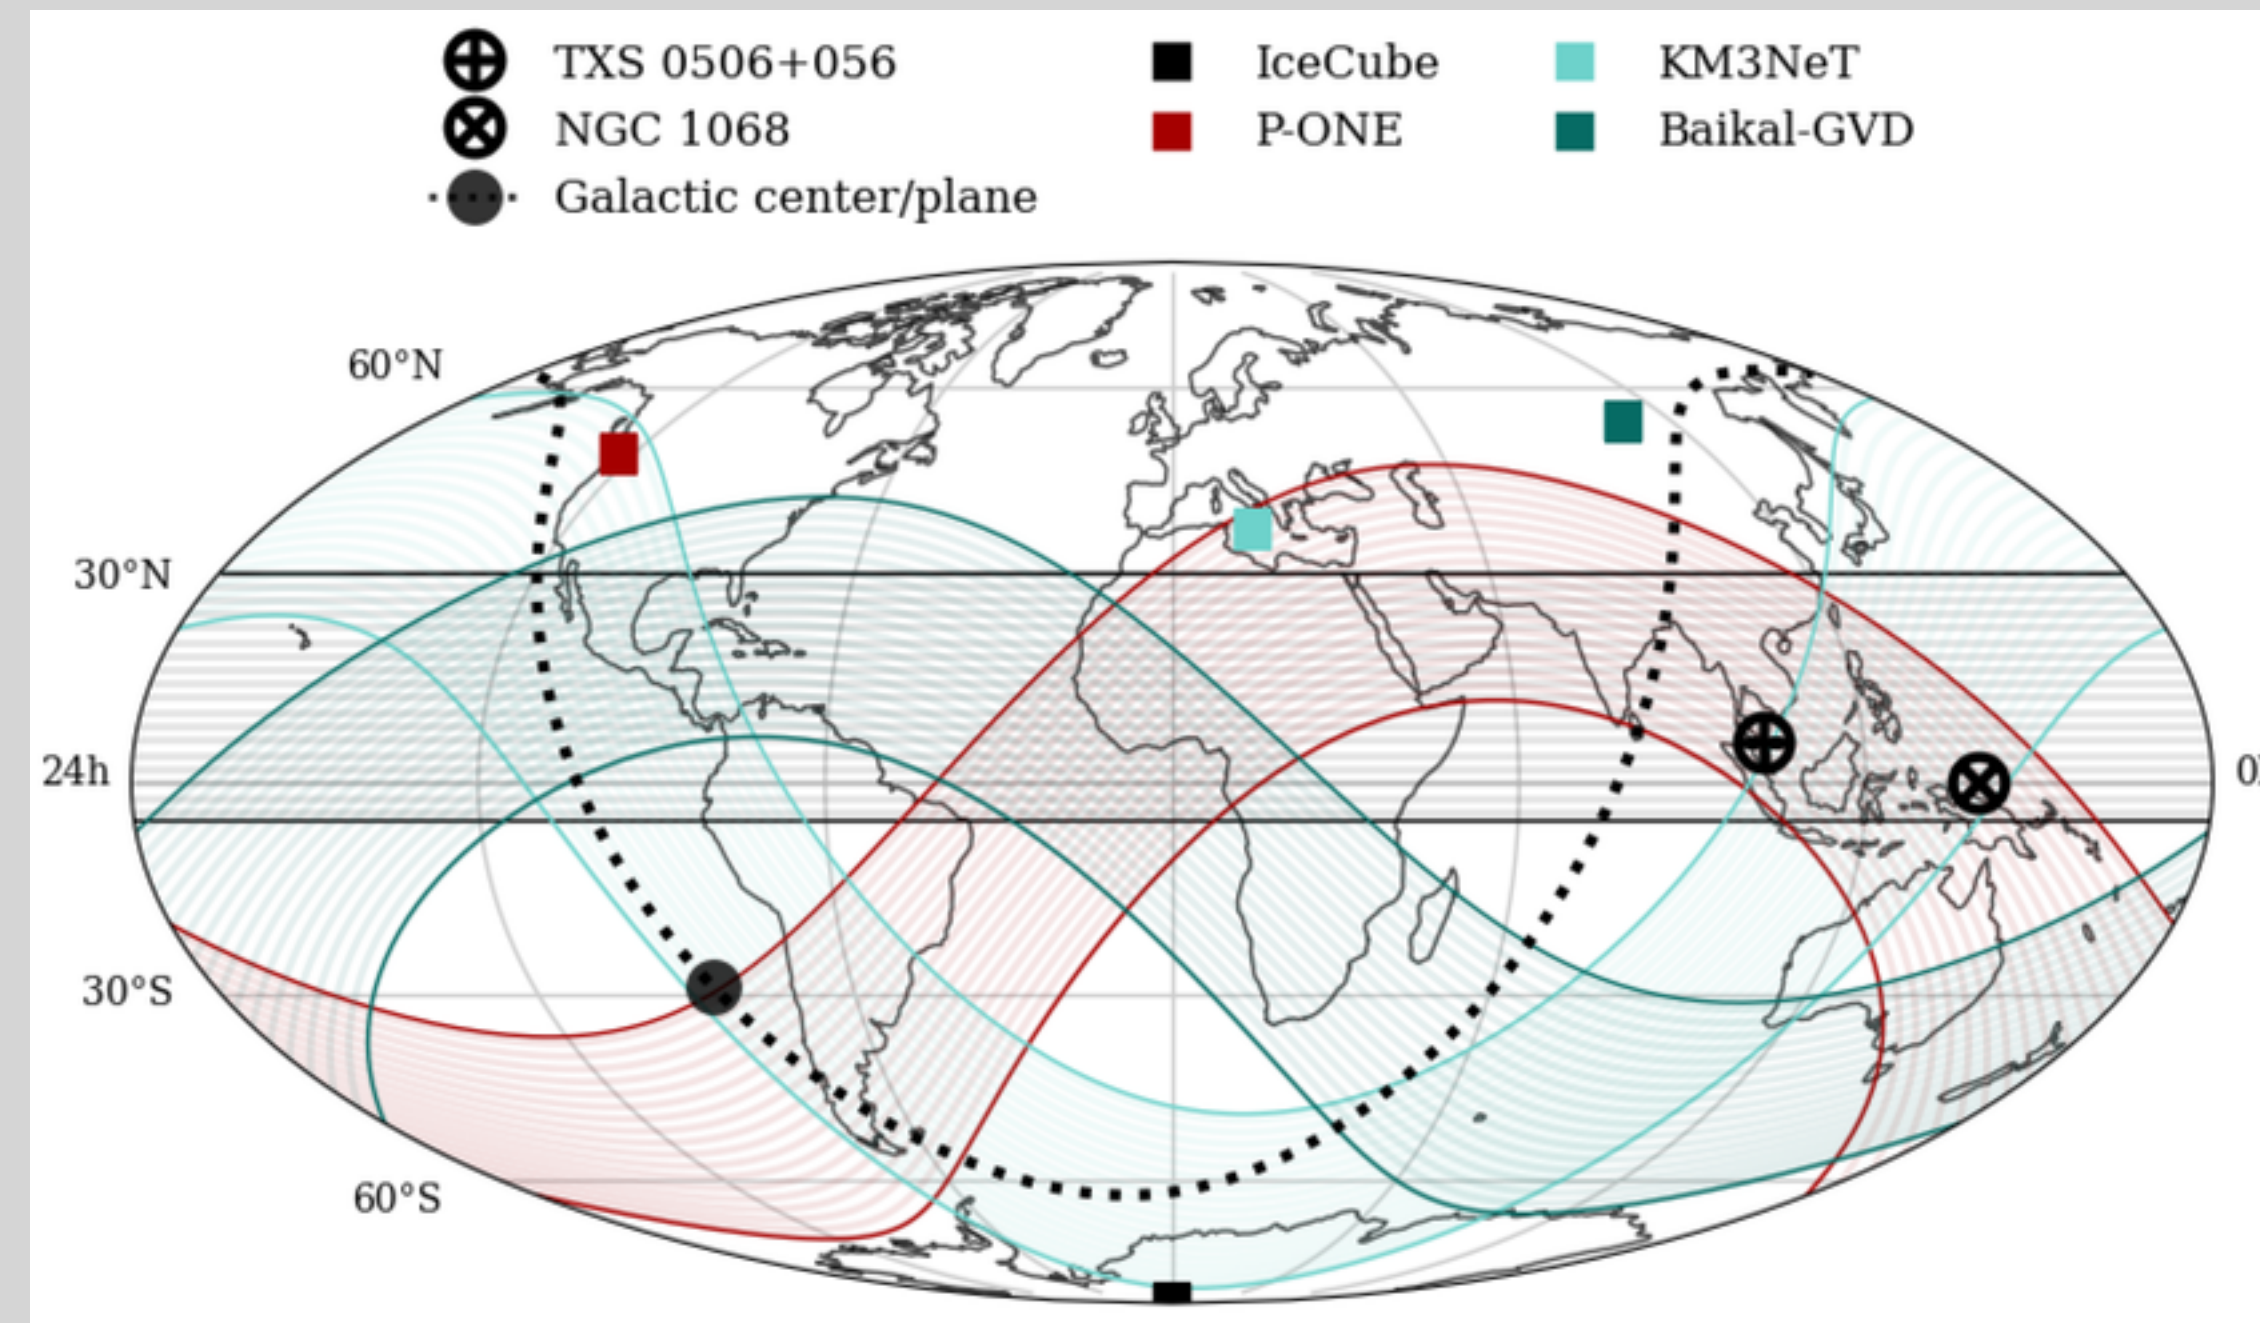 TXS 0506+056
NGC 1068
Galactic center/plane
IceCube
P-ONE
KM3NeT
Baikal-GVD
60°N
30°N
24h
30°S
60°S